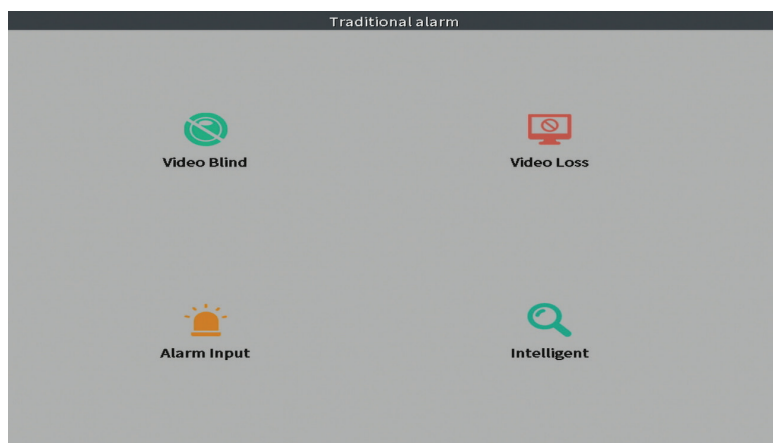 Traditional alarm
Video Blind
Video Loss
Alarm Input
Intelligent